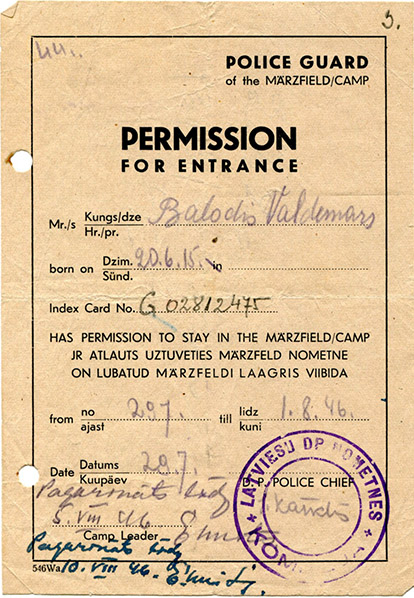 44.. 5.
POLICE GUARD
of the MÄRZFIELD/CAMP
PERMISSION
FOR ENTRANCE
Mr./s Kungs/dze Hr./pr. Balodis Valdemars
born on Dzim. Sünd. 20.6.15. in
Index Card No. G 02812475
HAS PERMISSION TO STAY IN THE MÄRZFIELD/CAMP
JR ATLAUTS UZTUVETIES MÄRZFELD NOMETNE
ON LUBATUD MÄRZFELDI LAAGRIS VIIBIDA
from no ajast 29.7. till lidz kuni 1.8.46.
Date Datums Kuupäev 29.7.
D. P. POLICE CHIEF
LATVIEŠU DP NOMETNES
Pagarināts līdz
5. VIII 46
Camp Leader
Pagarināts līdz
546Wa 10. VIII 46.